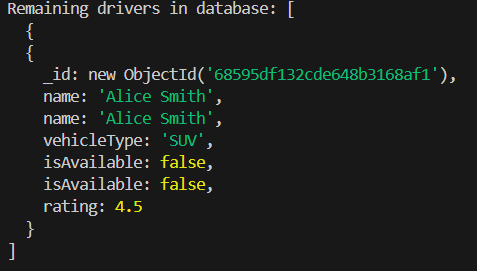 Remaining drivers in database: [
  {
  {
    _id: new ObjectId('68595df132cde648b3168af1'),
    name: 'Alice Smith',
    name: 'Alice Smith',
    vehicleType: 'SUV',
    isAvailable: false,
    isAvailable: false,
    rating: 4.5
  }
]